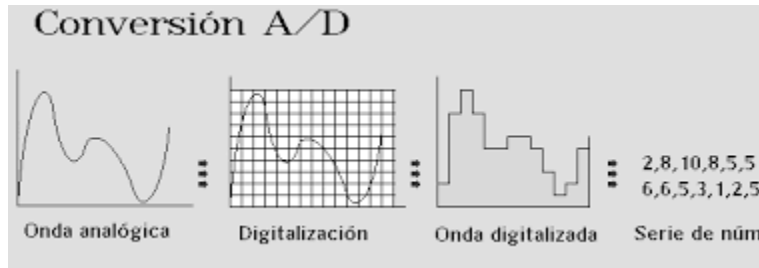 Conversión A/D
2,8,10,8,5,5
6,6,5,3,1,2,5
Onda analógica
Digitalización
Onda digitalizada
Serie de